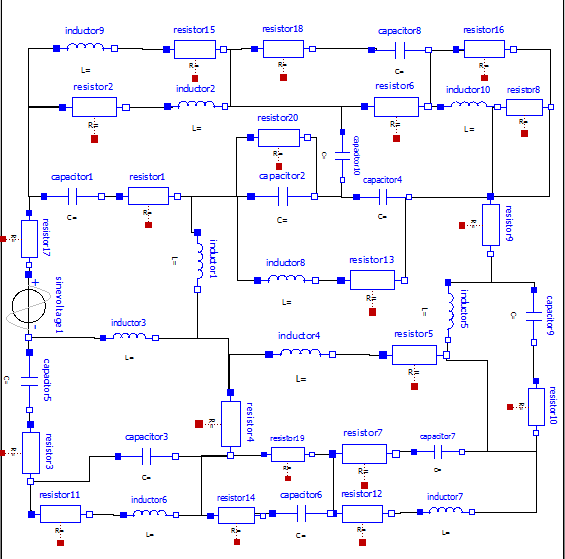 inductor9
resistor15
resistor18
capacitor8
resistor16
L=
R=
R=
C=
R=
resistor2
inductor2
resistor6
inductor10
resistor8
R=
L=
R=
L=
R=
resistor20
R=
capacitor10
C=
capacitor1
resistor1
capacitor2
capacitor4
C=
R=
C=
C=
resistor17
R=
resistor9
R=
inductor1
L=
inductor8
resistor13
L=
R=
sinevoltage1
+
-
inductor5
L=
capacitor9
C=
inductor3
inductor4
resistor5
L=
L=
R=
capacitor5
C=
resistor4
R=
resistor10
R=
resistor3
R=
capacitor3
resistor19
resistor7
capacitor7
C=
R=
R=
C=
resistor11
inductor6
resistor14
capacitor6
resistor12
inductor7
R=
L=
R=
C=
R=
L=